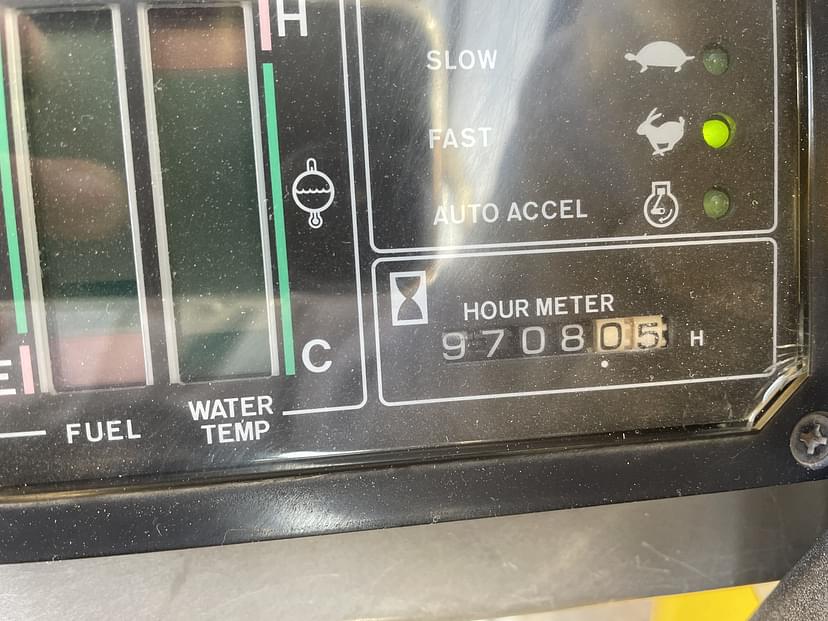 H
SLOW
FAST
AUTO ACCEL
HOUR METER
970805 H
C
E
FUEL
WATER
TEMP